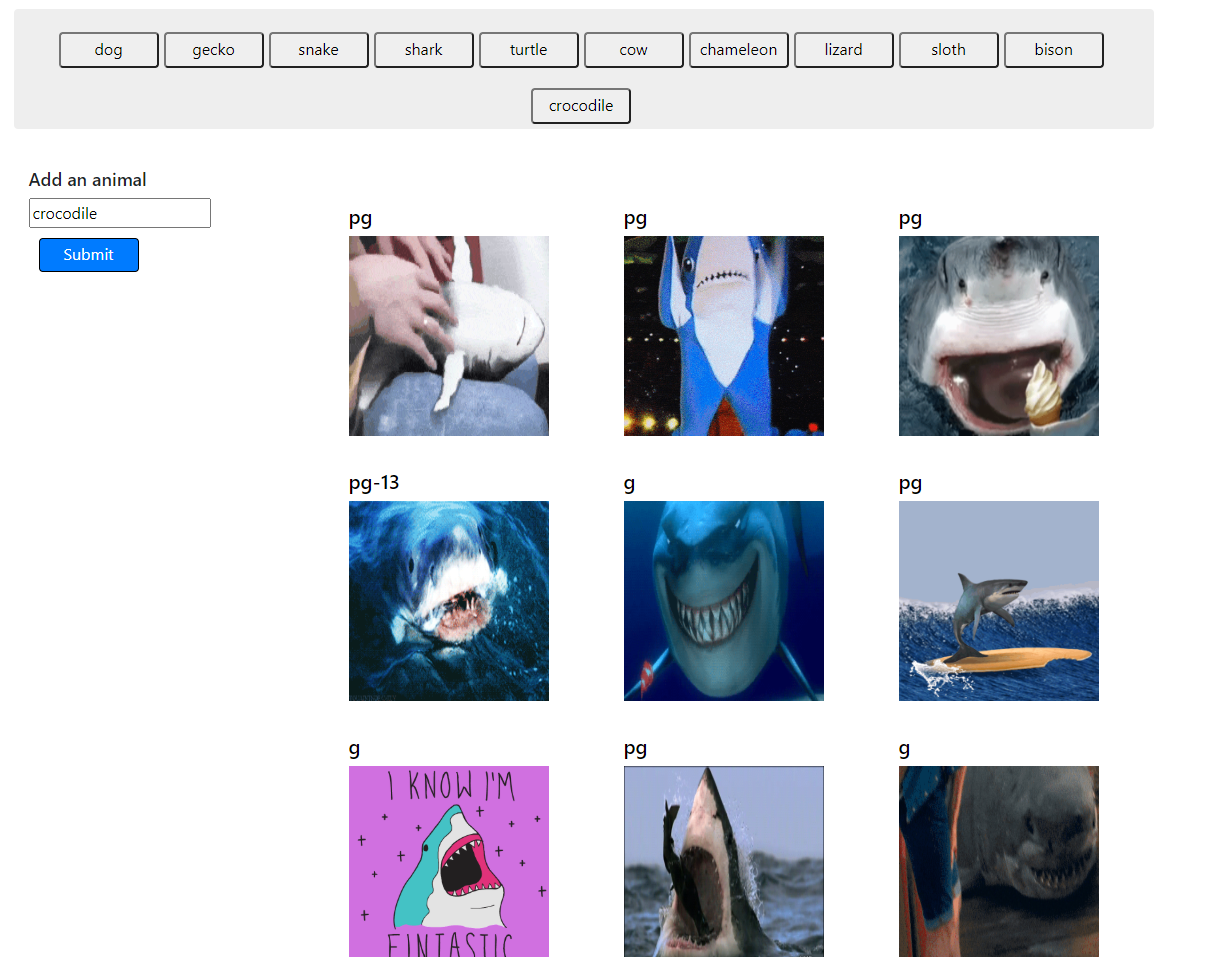 dog gecko snake shark turtle cow chameleon lizard sloth bison
crocodile
Add an animal
crocodile
Submit
pg pg pg
pg-13 g pg
g pg g
I KNOW I'M
FINTASTIC